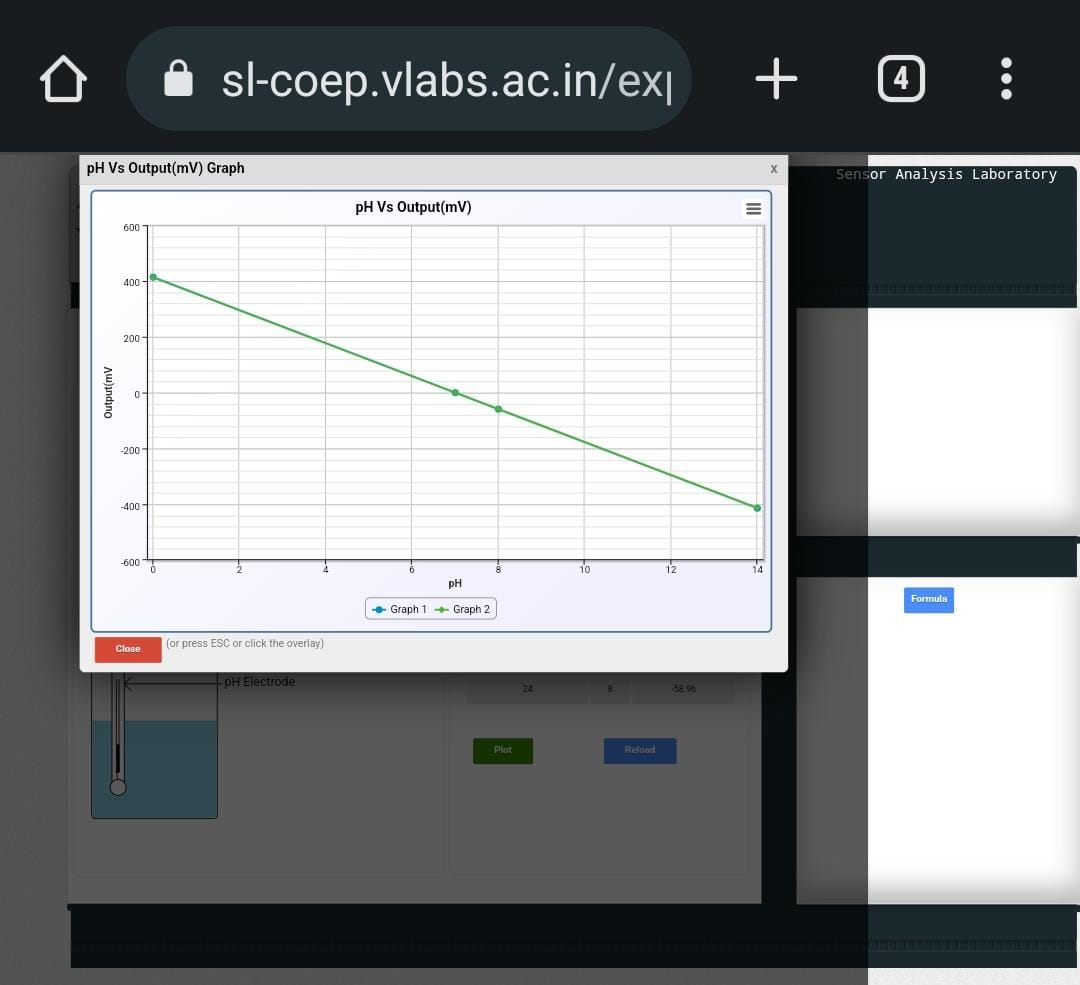 sl-coep.vlabs.ac.in/exp
4
pH Vs Output(mV) Graph
x
Sensor Analysis Laboratory
pH Vs Output(mV)
600
400
200
0
-200
-400
-600
Output(mV
0 2 4 6 8 10 12 14
pH
Graph 1 Graph 2
Close (or press ESC or click the overlay)
Formula
pH Electrode
24 8 -58.96
Plot Reload